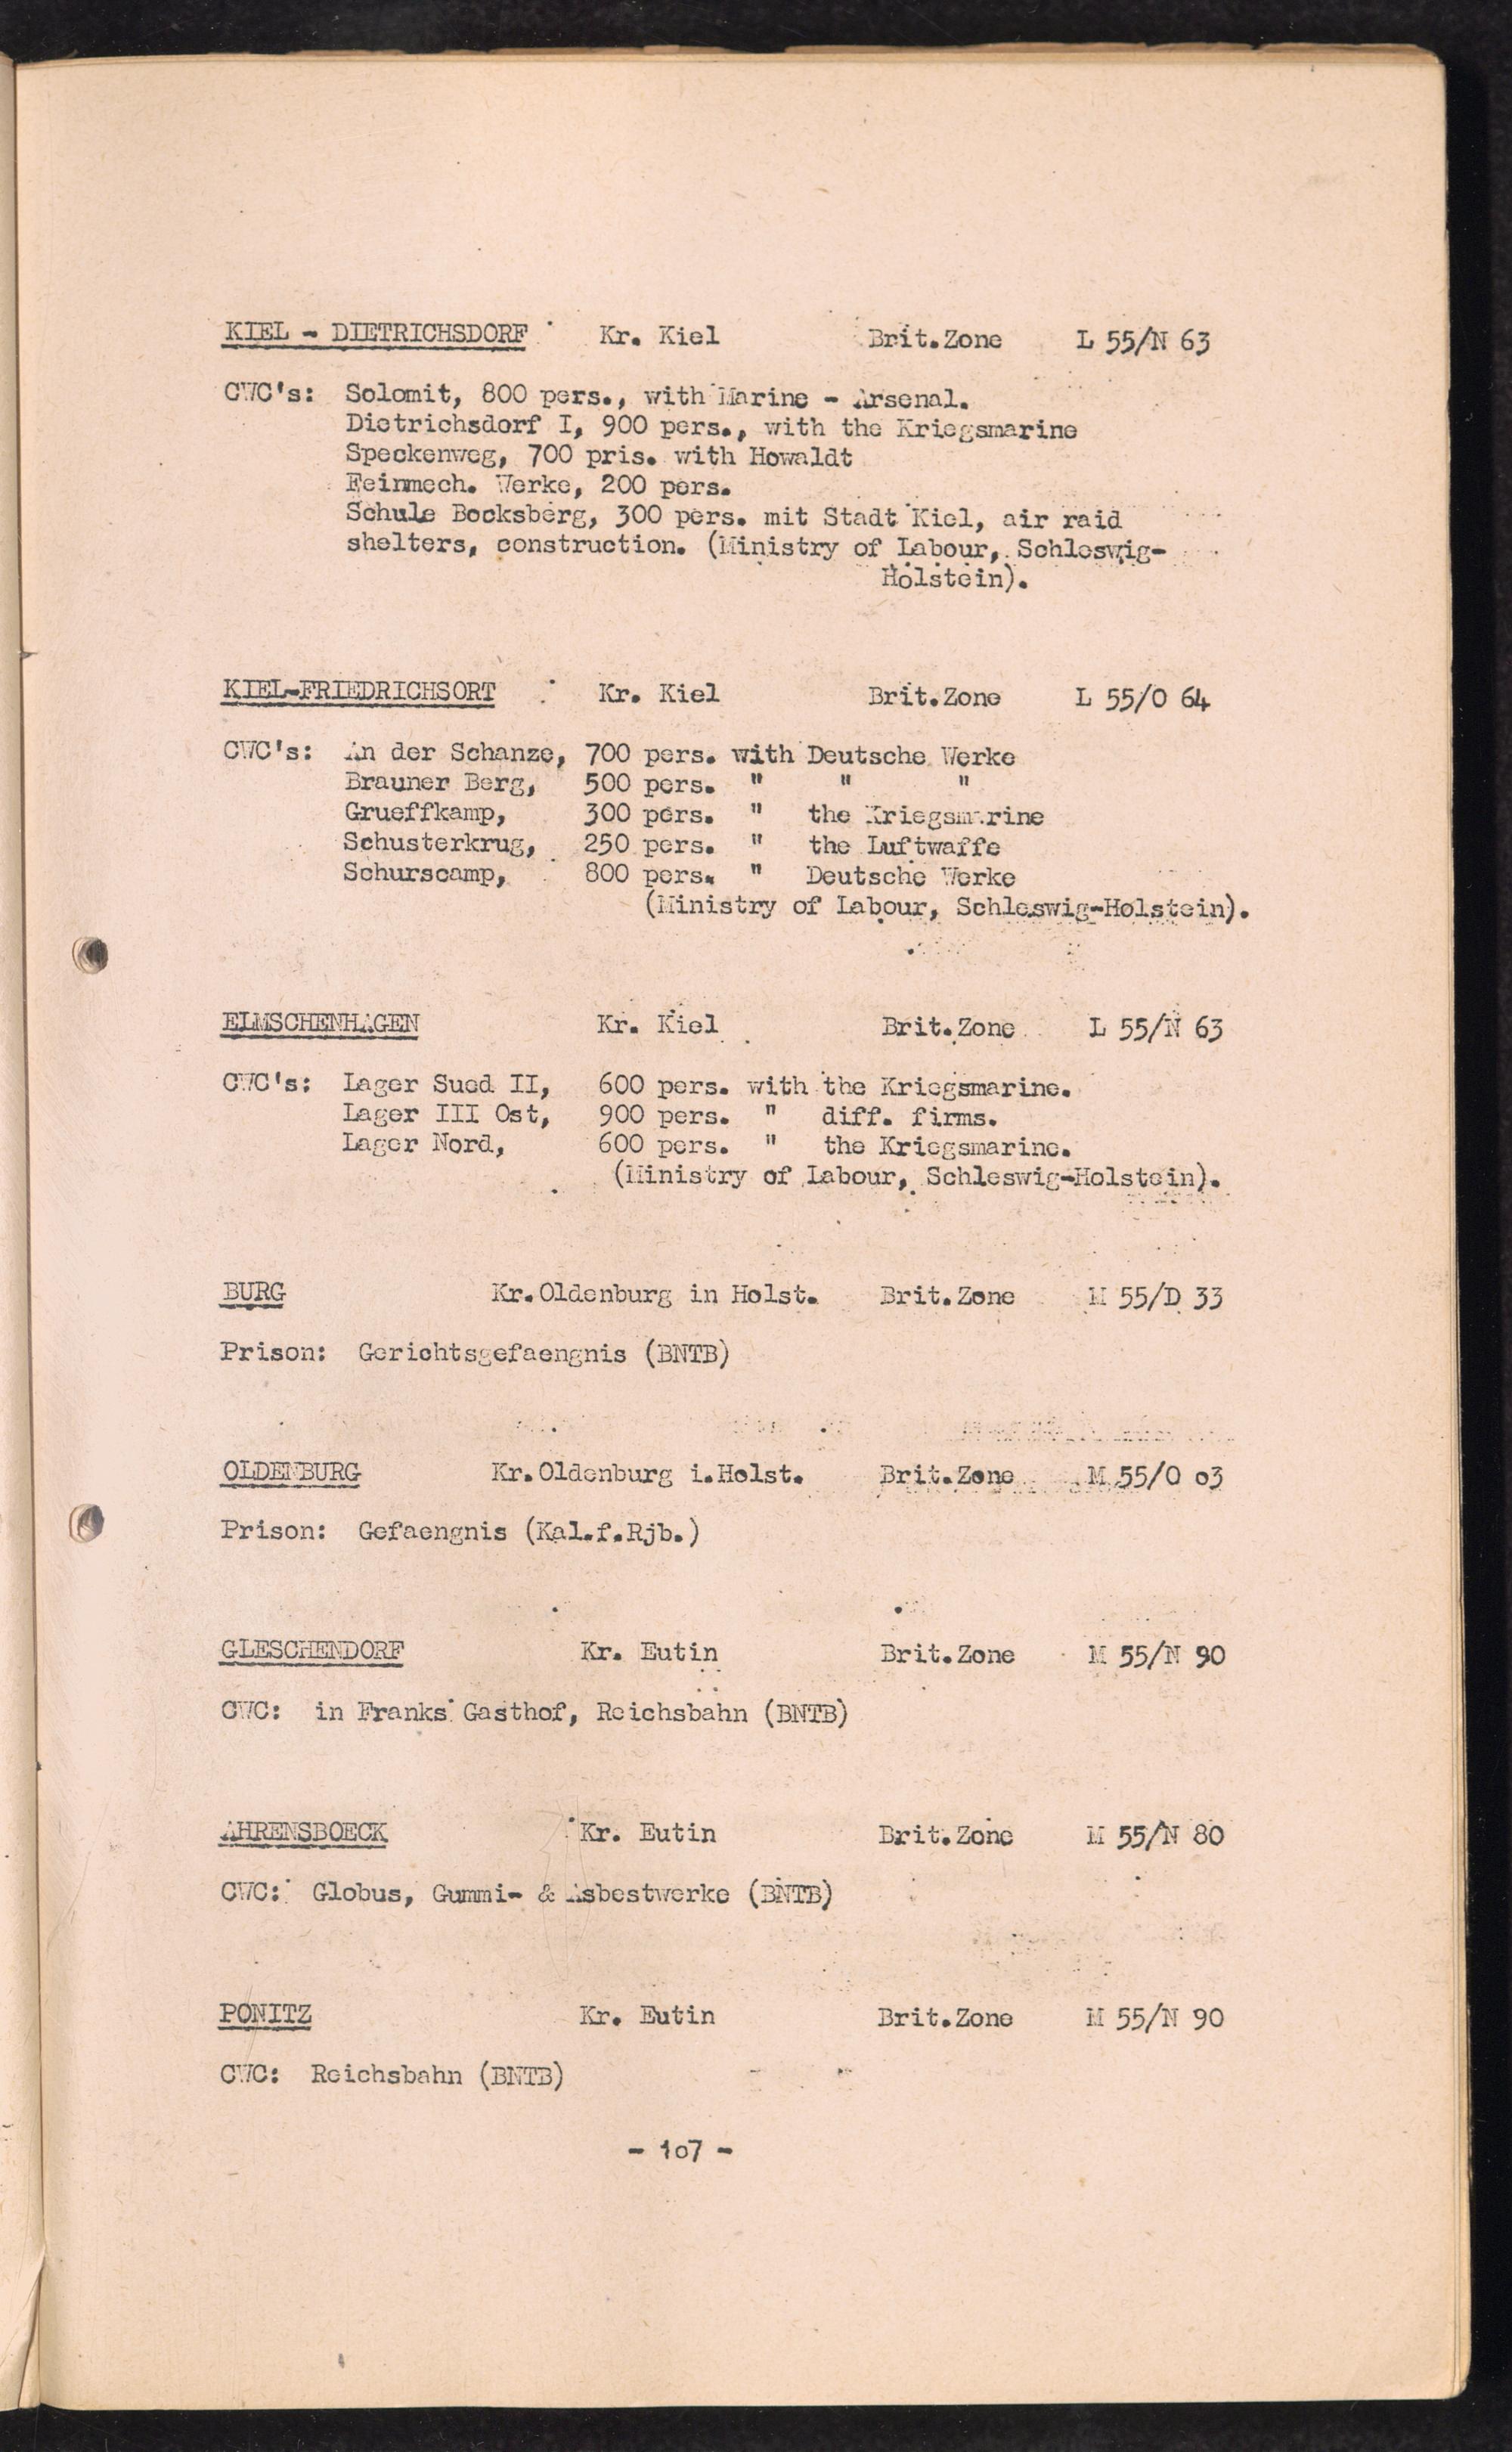 KIEL - DIETRICHSDORF Kr. Kiel Brit.Zone L 55/N 63
CWC's: Solomit, 800 pers., with Marine - Arsenal.
Dietrichsdorf I, 900 pers., with the Kriegsmarine
Speckenweg, 700 pris. with Howaldt
Feinmech. Werke, 200 pers.
Schule Bocksberg, 300 pers. mit Stadt Kiel, air raid
shelters, construction. (Ministry of Labour, Schleswig-
Holstein).
KIEL-FRIEDRICHSORT Kr. Kiel Brit.Zone L 55/O 64
CWC's: An der Schanze, 700 pers. with Deutsche Werke
Brauner Berg, 500 pers. " " "
Grueffkamp, 300 pers. " the Kriegsmarine
Schusterkrug, 250 pers. " the Luftwaffe
Schurscamp, 800 pers. " Deutsche Werke
(Ministry of Labour, Schleswig-Holstein).
ELMSCHENHAGEN Kr. Kiel Brit.Zone L 55/N 63
CWC's: Lager Sued II, 600 pers. with the Kriegsmarine.
Lager III Ost, 900 pers. " diff. firms.
Lager Nord, 600 pers. " the Kriegsmarine.
(Ministry of Labour, Schleswig-Holstein).
BURG Kr.Oldenburg in Holst. Brit.Zone M 55/D 33
Prison: Gerichtsgefaengnis (BNTB)
OLDENBURG Kr.Oldenburg i.Holst. Brit.Zone M 55/O o3
Prison: Gefaengnis (Kal.f.Rjb.)
GLESCHENDORF Kr. Eutin Brit.Zone M 55/N 90
CWC: in Franks Gasthof, Reichsbahn (BNTB)
AHRENSBOECK Kr. Eutin Brit.Zone M 55/N 80
CWC: Globus, Gummi- & Asbestwerke (BNTB)
PONITZ Kr. Eutin Brit.Zone M 55/N 90
CWC: Reichsbahn (BNTB)
- 1o7 -